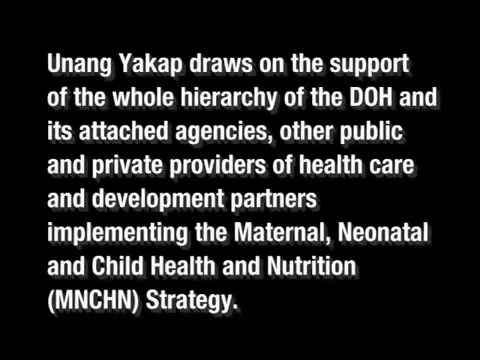 Unang Yakap draws on the support
of the whole hierarchy of the DOH and
its attached agencies, other public
and private providers of health care
and development partners
implementing the Maternal, Neonatal
and Child Health and Nutrition
(MNCHN) Strategy.